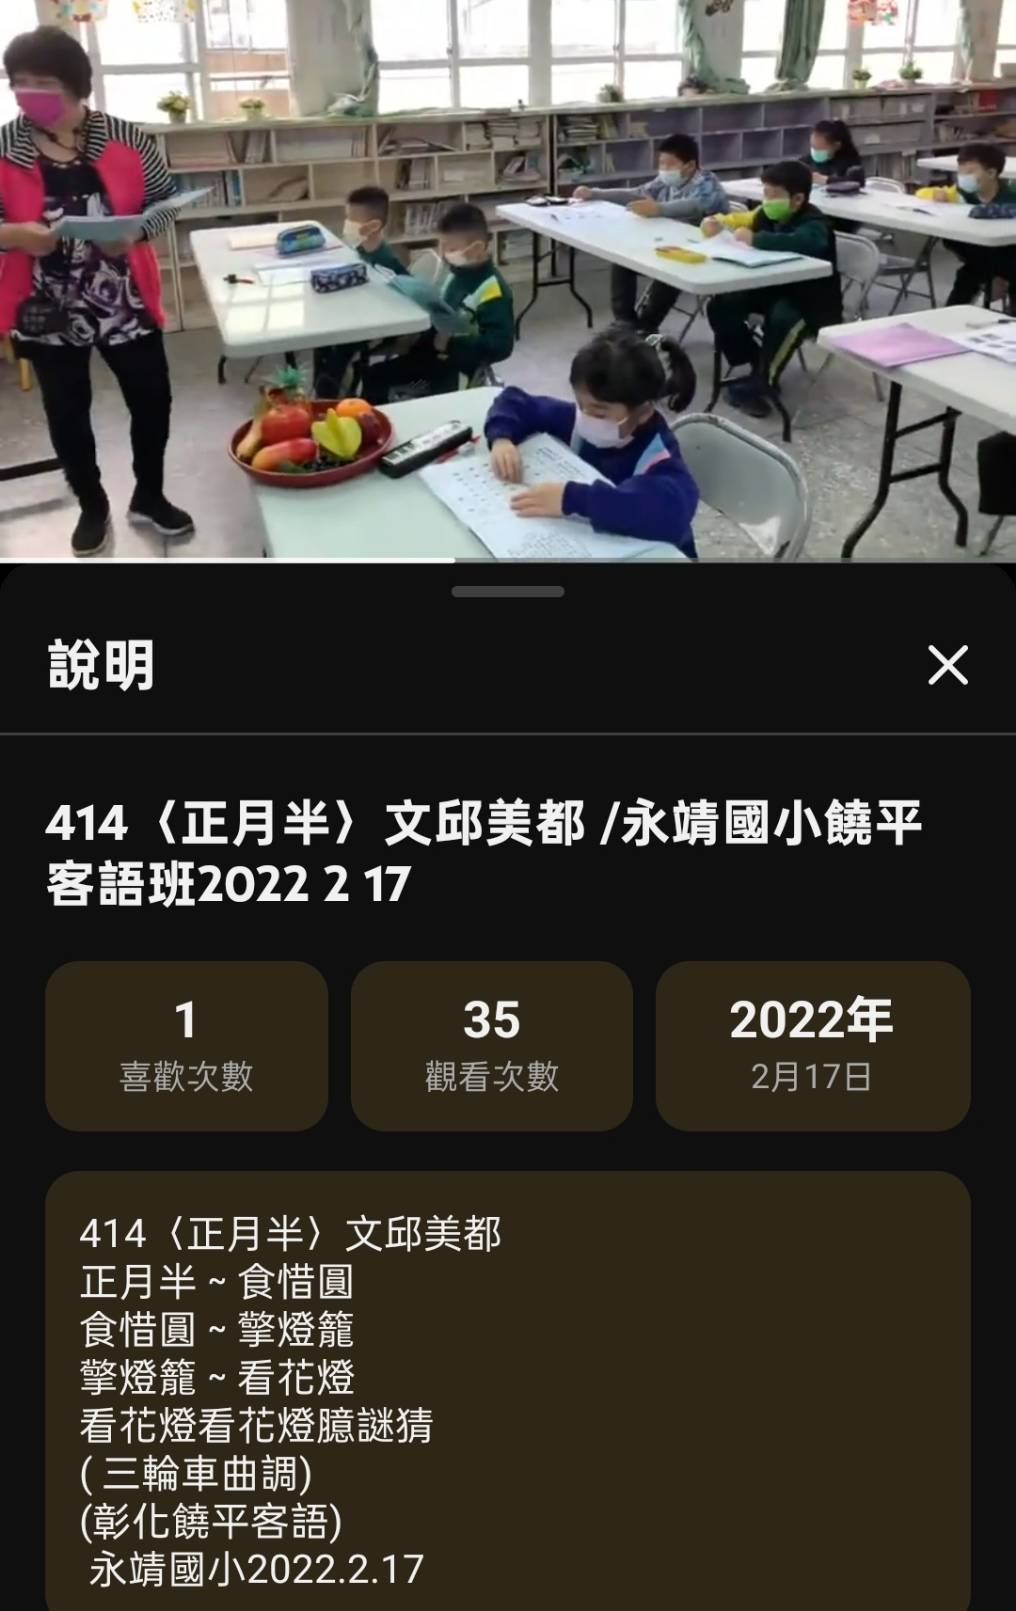 說明
414〈正月半〉文邱美都 /永靖國小饒平
客語班2022 2 17
1
喜歡次數
35
觀看次數
2022年
2月17日
414〈正月半〉文邱美都
正月半 ~ 食惜圓
食惜圓 ~ 擎燈籠
擎燈籠 ~ 看花燈
看花燈看花燈臆謎猜
( 三輪車曲調)
(彰化饒平客語)
永靖國小2022.2.17